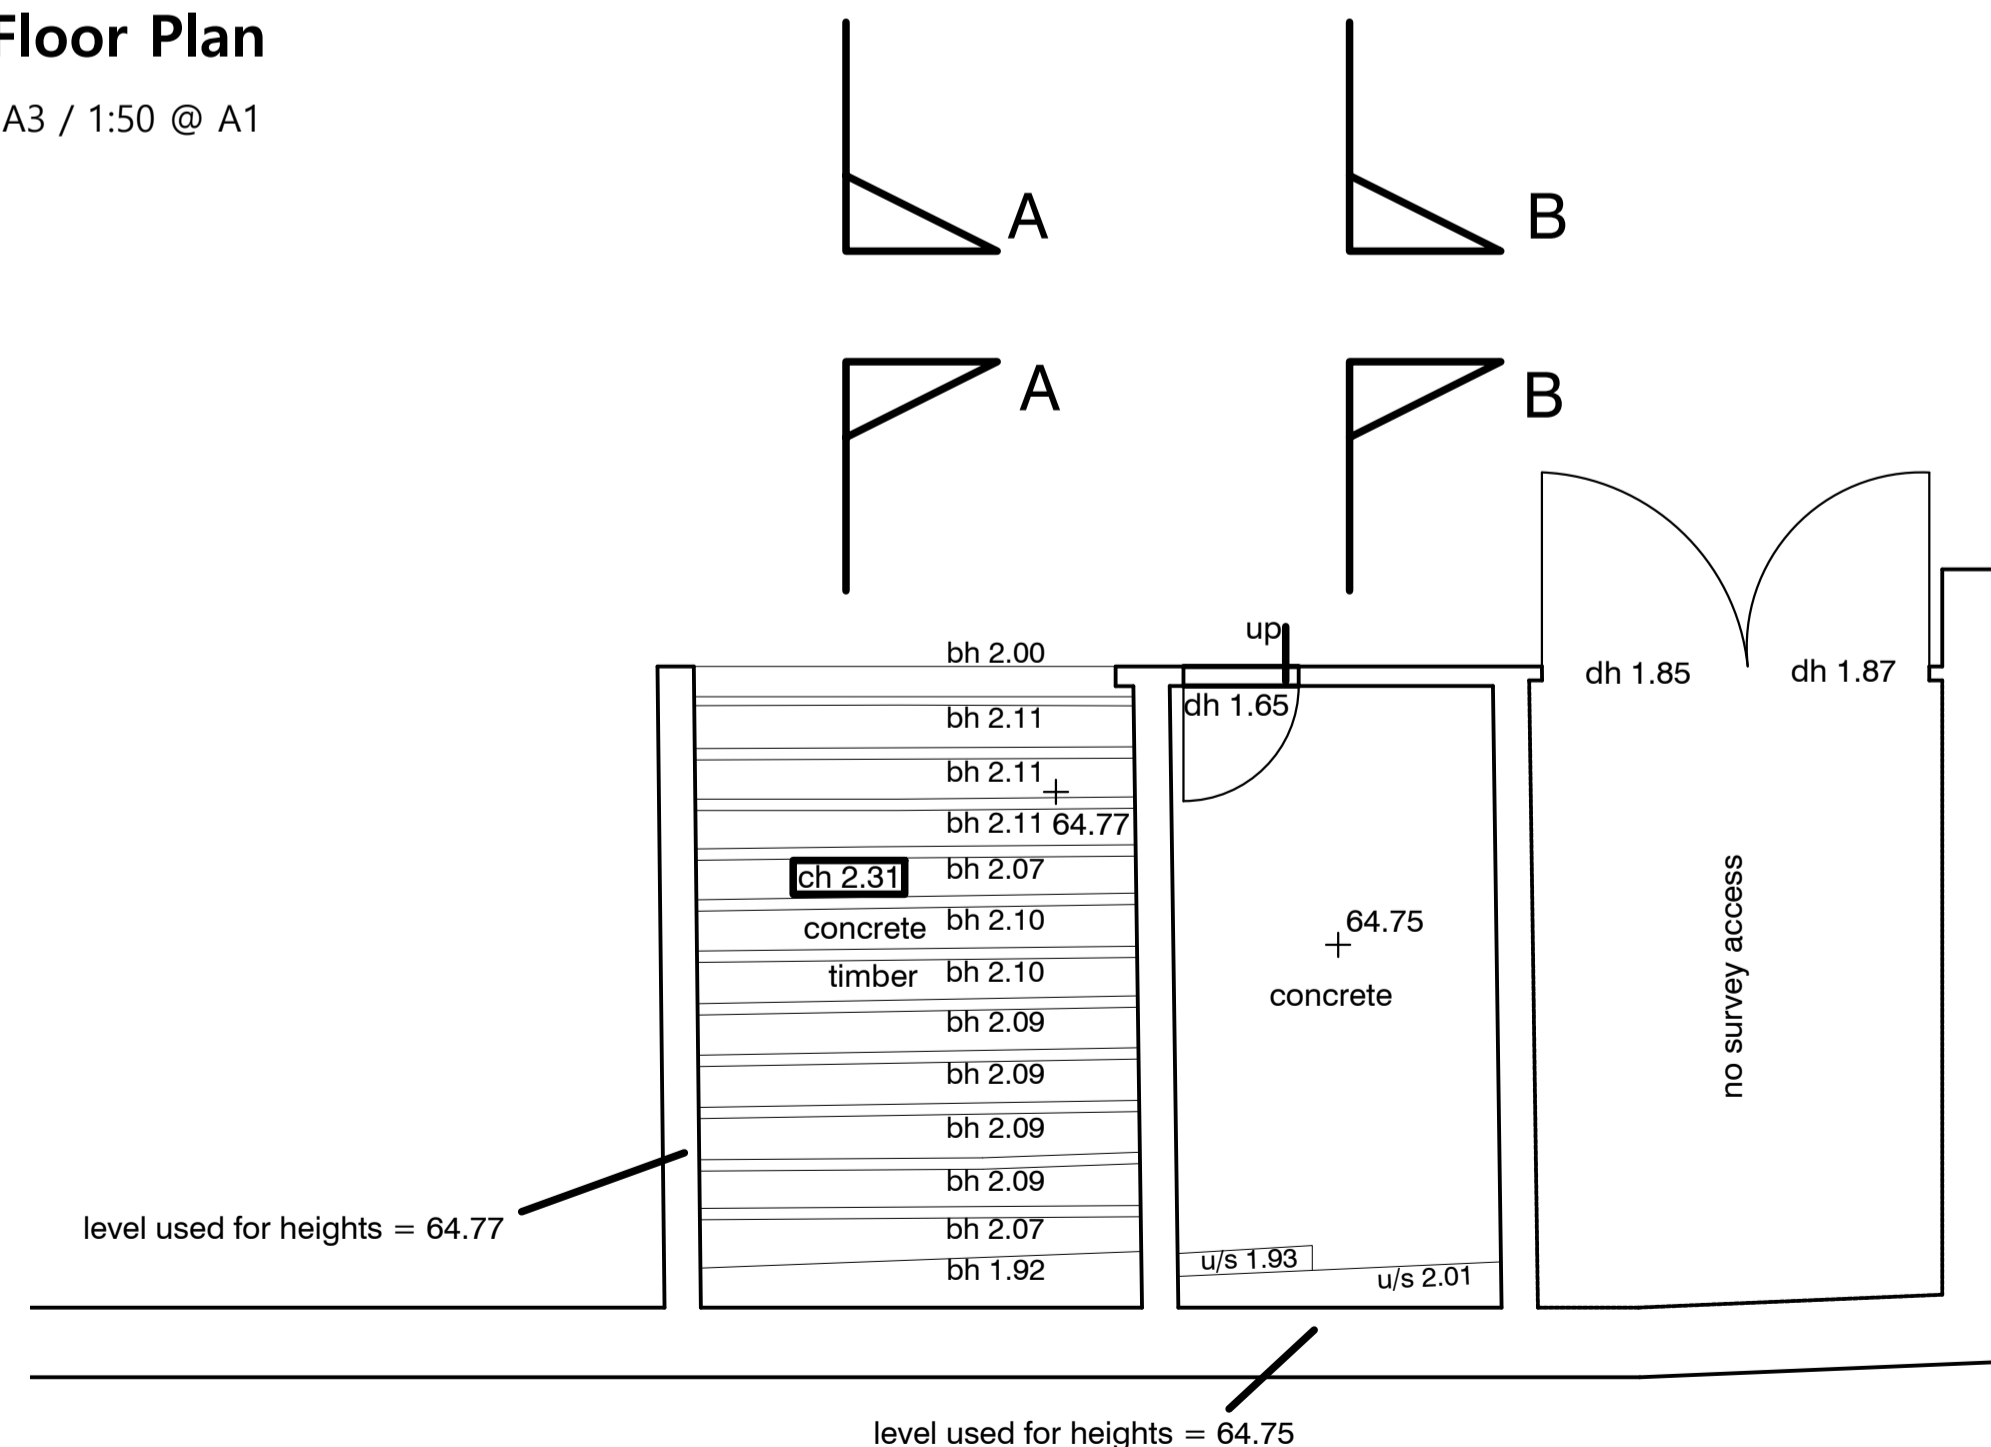 Floor Plan
A3 / 1:50 @ A1
A
B
A
B
up
bh 2.00
dh 1.85
dh 1.87
dh 1.65
bh 2.11
bh 2.11
bh 2.11
64.77
ch 2.31
bh 2.07
concrete
bh 2.10
64.75
timber
bh 2.10
concrete
no survey access
bh 2.09
bh 2.09
bh 2.09
bh 2.09
level used for heights = 64.77
bh 2.07
bh 1.92
u/s 1.93
u/s 2.01
level used for heights = 64.75